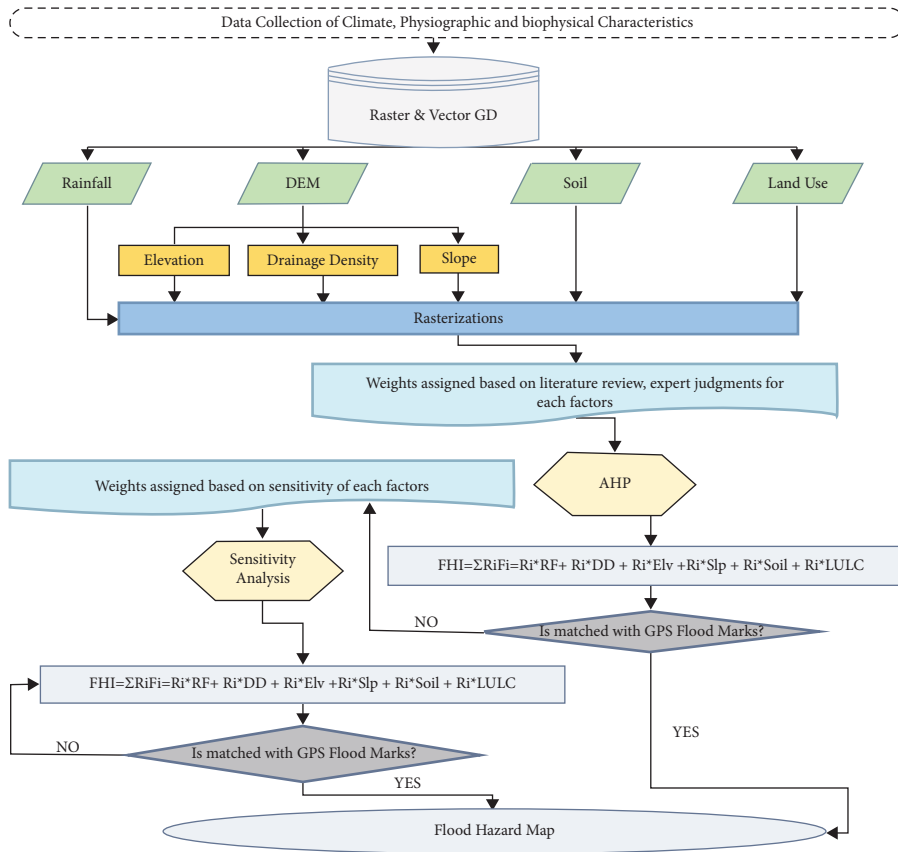 Data Collection of Climate, Physiographic and biophysical Characteristics
Raster & Vector GD
Rainfall
DEM
Soil
Land Use
Elevation
Drainage Density
Slope
Rasterizations
Weights assigned based on literature review, expert judgments for
each factors
Weights assigned based on sensitivity of each factors
AHP
Sensitivity
Analysis
FHI=ΣRiFi=Ri*RF+ Ri*DD + Ri*Elv +Ri*Slp + Ri*Soil + Ri*LULC
NO
Is matched with GPS Flood Marks?
FHI=ΣRiFi=Ri*RF+ Ri*DD + Ri*Elv +Ri*Slp + Ri*Soil + Ri*LULC
YES
NO
Is matched with GPS Flood Marks?
YES
Flood Hazard Map